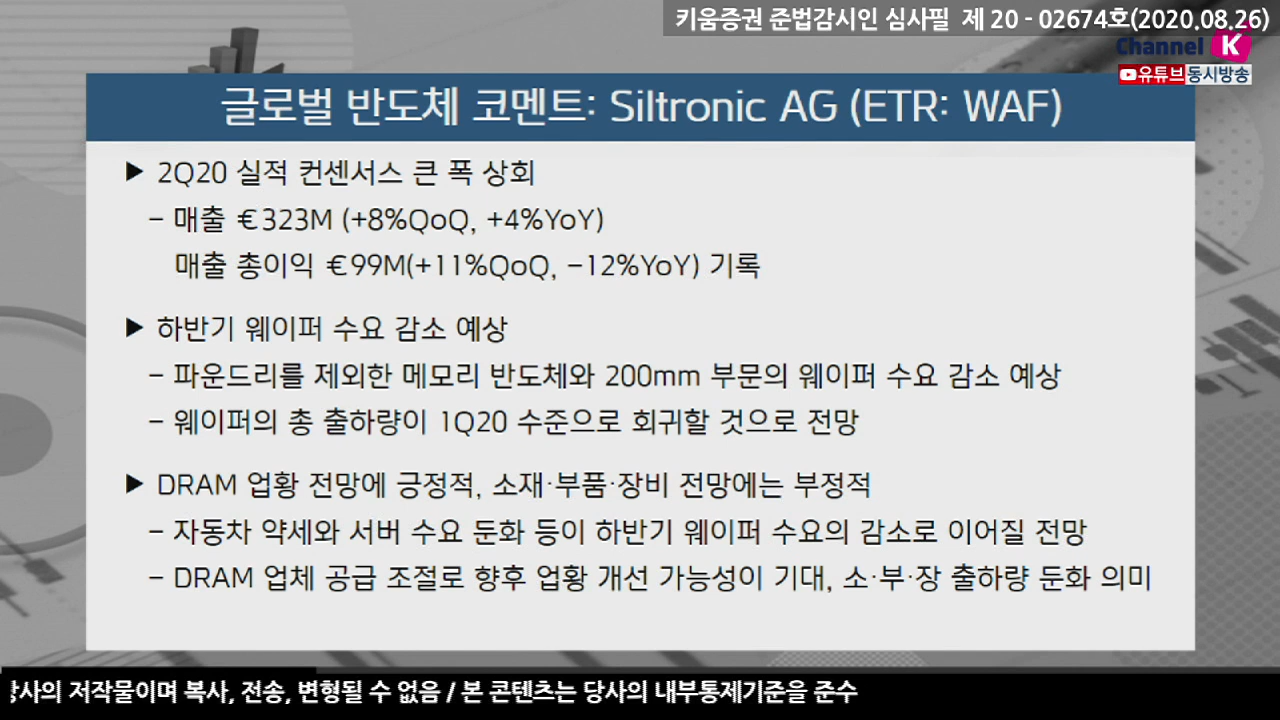 키움증권 준법감시인 심사필 제 20 - 02674호(2020.08.26)
Channel K
유튜브동시방송
글로벌 반도체 코멘트: Siltronic AG (ETR: WAF)
▶ 2Q20 실적 컨센서스 큰 폭 상회
- 매출 €323M (+8%QoQ, +4%YoY)
매출 총이익 €99M(+11%QoQ, -12%YoY) 기록
▶ 하반기 웨이퍼 수요 감소 예상
- 파운드리를 제외한 메모리 반도체와 200mm 부문의 웨이퍼 수요 감소 예상
- 웨이퍼의 총 출하량이 1Q20 수준으로 회귀할 것으로 전망
▶ DRAM 업황 전망에 긍정적, 소재·부품·장비 전망에는 부정적
- 자동차 약세와 서버 수요 둔화 등이 하반기 웨이퍼 수요의 감소로 이어질 전망
- DRAM 업체 공급 조절로 향후 업황 개선 가능성이 기대, 소·부·장 출하량 둔화 의미
당사의 저작물이며 복사, 전송, 변형될 수 없음 / 본 콘텐츠는 당사의 내부통제기준을 준수